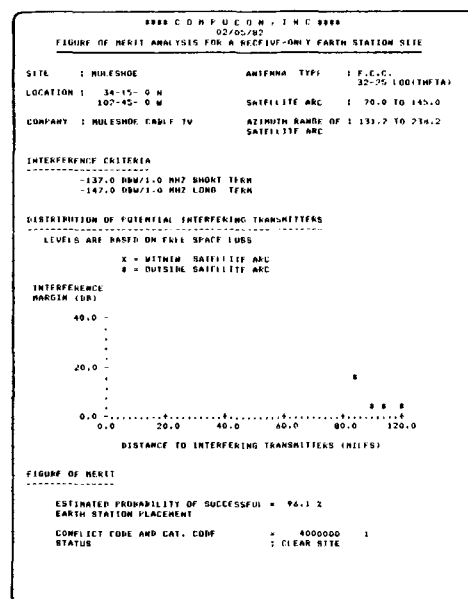 **** C O M P U C O N , I N C ****
02/05/82
FIGURE OF MERIT ANALYSIS FOR A RECEIVE-ONLY EARTH STATION SITE
SITE : MULESHOE ANTENNA TYPE : F.C.C.
32-25 LOG(THETA)
LOCATION : 34-15- 0 N
102-45- 0 W SATELLITE ARC : 70.0 TO 145.0
COMPANY : MULESHOE CABLE TV AZIMUTH RANGE OF : 131.2 TO 238.2
SATELLITE ARC
INTERFERENCE CRITERIA
-137.0 DBW/1.0 MHZ SHORT TERM
-147.0 DBW/1.0 MHZ LONG TERM
DISTRIBUTION OF POTENTIAL INTERFERING TRANSMITTERS
LEVELS ARE BASED ON FREE SPACE LOSS
X = WITHIN SATELLITE ARC
* = OUTSIDE SATELLITE ARC
INTERFERENCE
MARGIN (DB)
40.0
20.0
0.0
0.0 20.0 40.0 60.0 80.0 100.0 120.0
DISTANCE TO INTERFERING TRANSMITTERS (MILES)
FIGURE OF MERIT
ESTIMATED PROBABILITY OF SUCCESSFUL = 96.1 %
EARTH STATION PLACEMENT
CONFLICT CODE AND CAT. CODE = 4000000 1
STATUS : CLEAR SITE